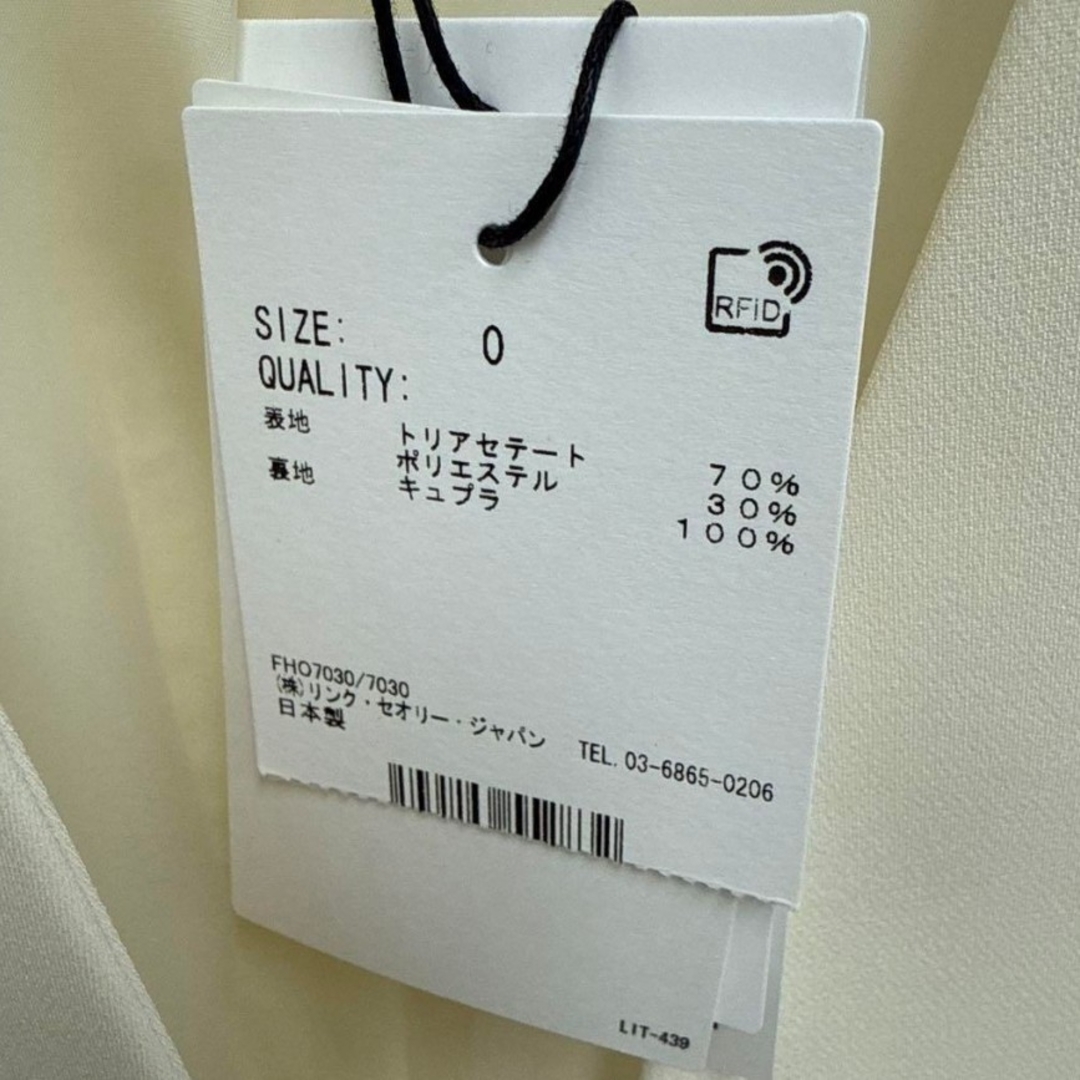 RFiD
SIZE: 0
QUALITY:
表地 トリアセテート 70%
ポリエステル 30%
裏地 キュプラ 100%
FHO7030/7030
(株)リンク・セオリー・ジャパン TEL. 03-6865-0206
日本製
LIT-439